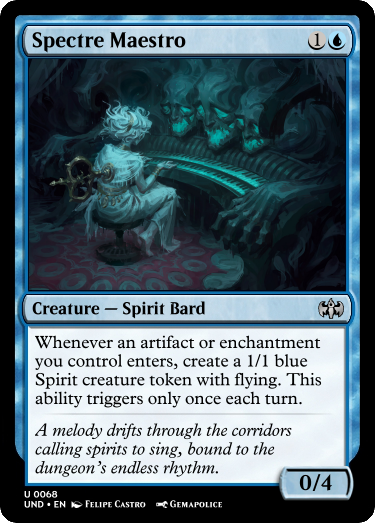 Spectre Maestro 1
Creature — Spirit Bard
Whenever an artifact or enchantment
you control enters, create a 1/1 blue
Spirit creature token with flying. This
ability triggers only once each turn.
A melody drifts through the corridors
calling spirits to sing, bound to the
dungeon's endless rhythm.
0/4
U 0068
UND • EN Felipe Castro Gemapolice